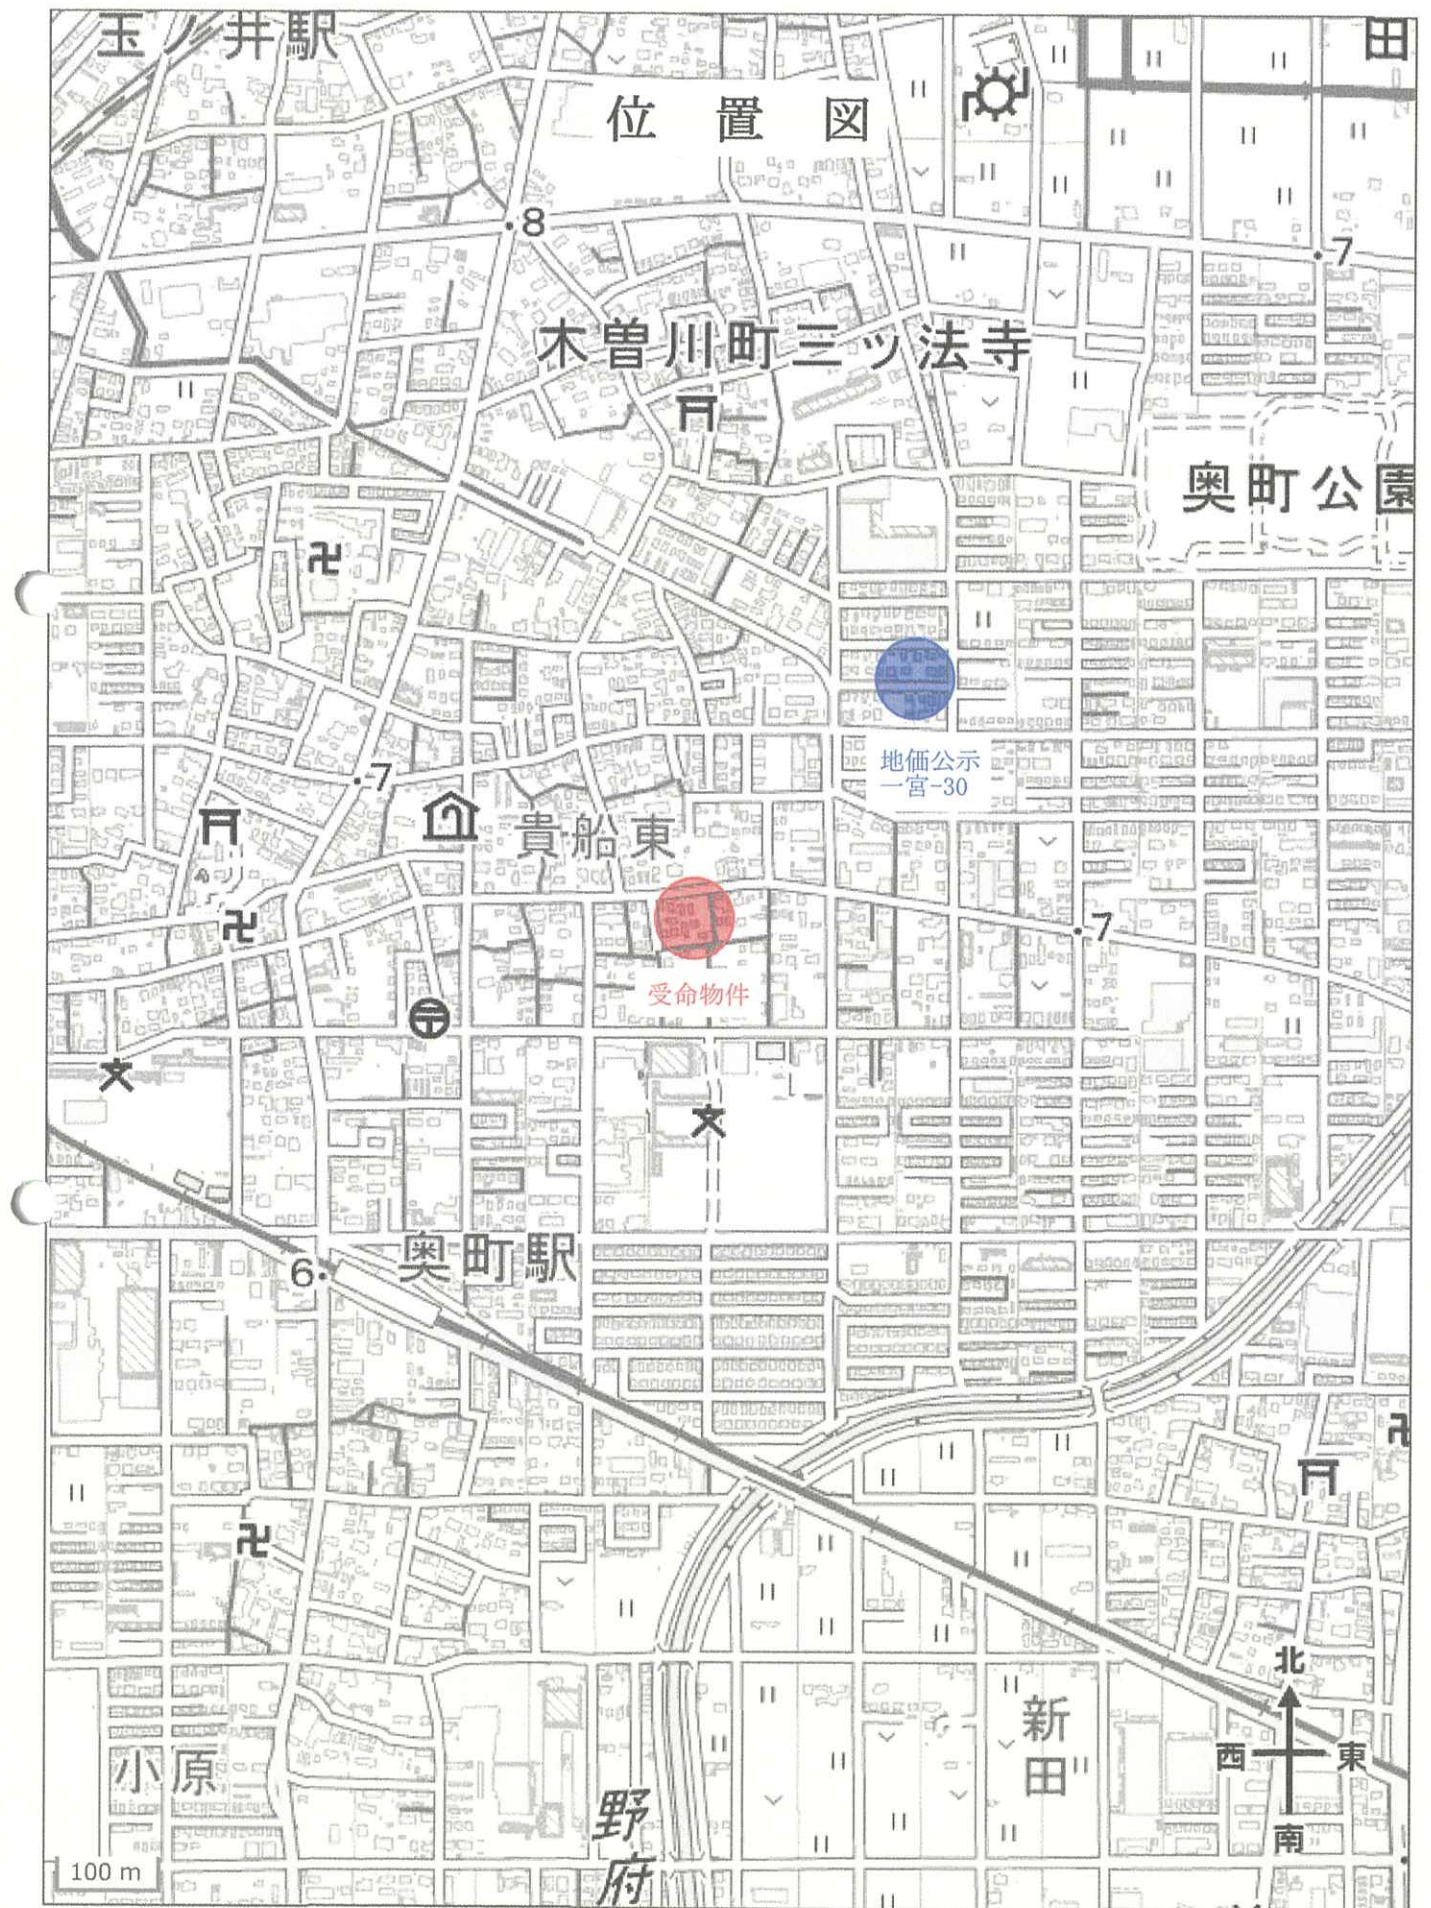 玉ノ井駅
田
位置図
8
7
木曽川町三ツ法寺
奥町公園
地価公示
一宮-30
7
貴船東
7
受命物件
奥町駅
6
北
西 東
南
新田
小原
野府
100 m